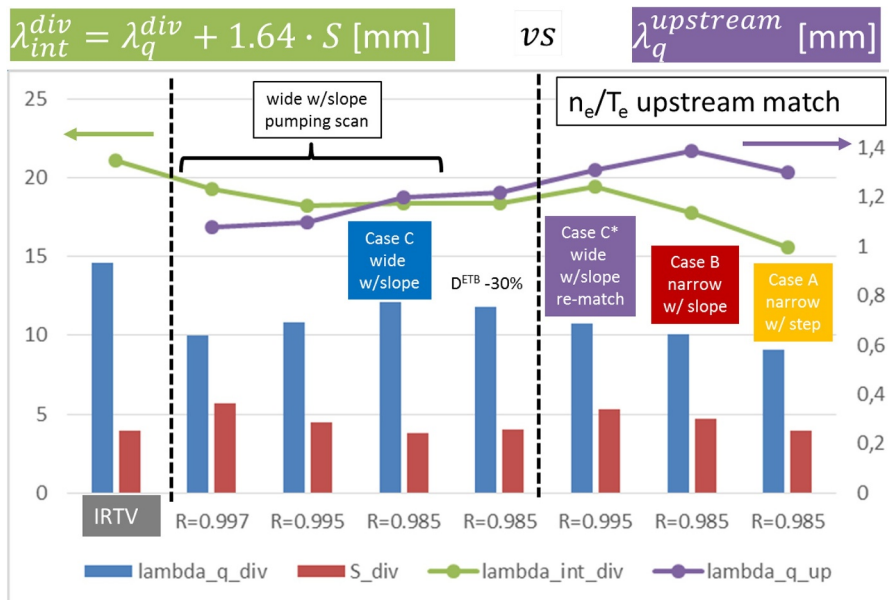 λ_int^div = λ_q^div + 1.64 · S [mm]
vs
λ_q^upstream [mm]
wide w/slope
pumping scan
n_e/T_e upstream match
25
20
15
10
5
0
1,4
1,2
1
0,8
0,6
0,4
0,2
0
Case C
wide
w/slope
D^ETB -30%
Case C*
wide
w/slope
re-match
Case B
narrow
w/ slope
Case A
narrow
w/ step
IRTV
R=0.997
R=0.995
R=0.985
R=0.985
R=0.995
R=0.985
R=0.985
lambda_q_div
S_div
lambda_int_div
lambda_q_up